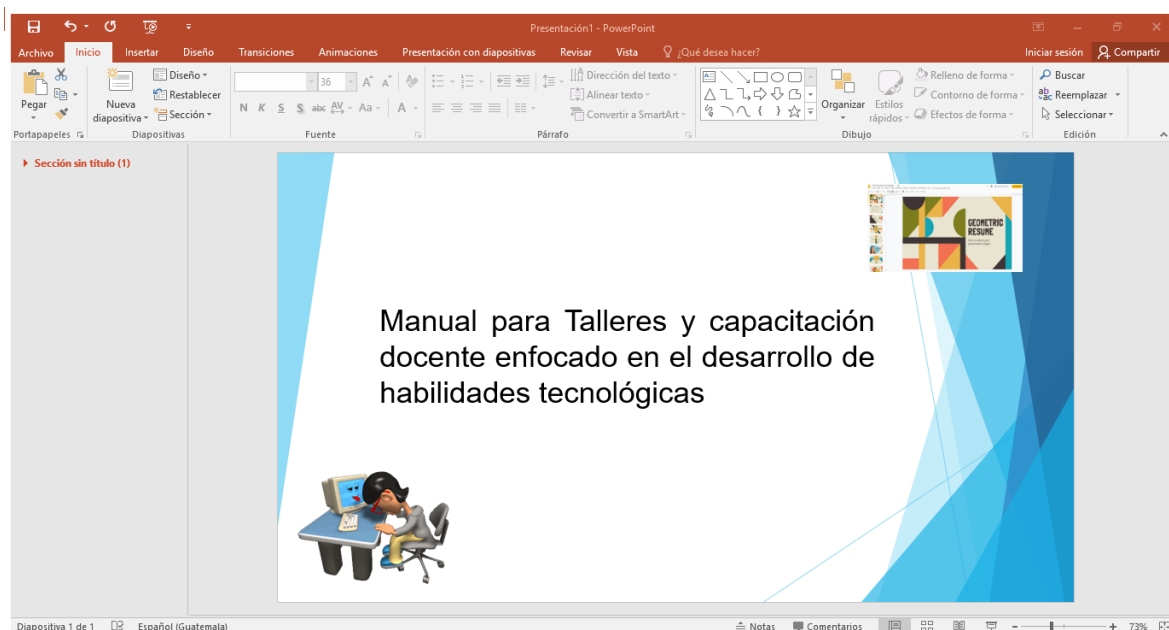 Presentación1 - PowerPoint
Archivo Inicio Insertar Diseño Transiciones Animaciones Presentación con diapositivas Revisar Vista ¿Qué desea hacer? Iniciar sesión Compartir
Pegar
Nueva diapositiva
Diseño
Restablecer
Sección
36
N K S S abc AV Aa A
Dirección del texto
Alinear texto
Convertir a SmartArt
Organizar
Estilos rápidos
Relleno de forma
Contorno de forma
Efectos de forma
Buscar
Reemplazar
Seleccionar
Portapapeles Diapositivas Fuente Párrafo Dibujo Edición
Sección sin título (1)
GEOMETRIC
RESUME
Manual para Talleres y capacitación
docente enfocado en el desarrollo de
habilidades tecnológicas
Diapositiva 1 de 1 Español (Guatemala) Notas Comentarios 73%